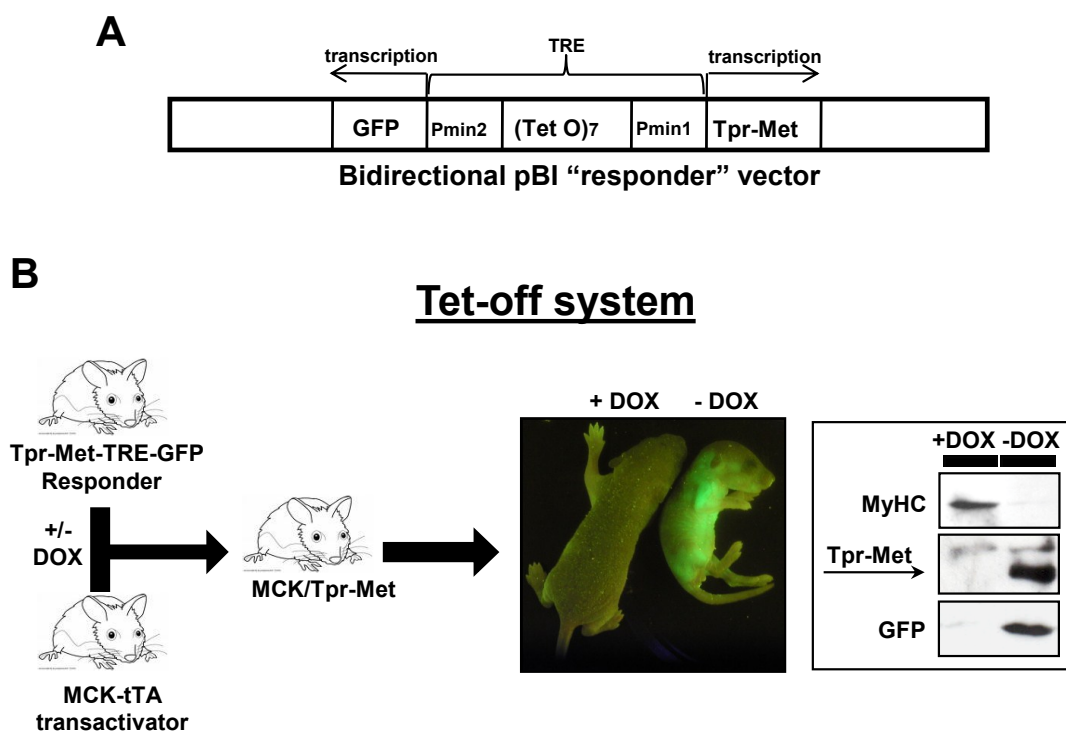 A
transcription
TRE
transcription
GFP
Pmin2
(Tet O)7
Pmin1
Tpr-Met
Bidirectional pBI “responder” vector
B
Tet-off system
Tpr-Met-TRE-GFP
Responder
+/-
DOX
MCK-tTA
transactivator
MCK/Tpr-Met
+ DOX
- DOX
+DOX
-DOX
MyHC
Tpr-Met
GFP